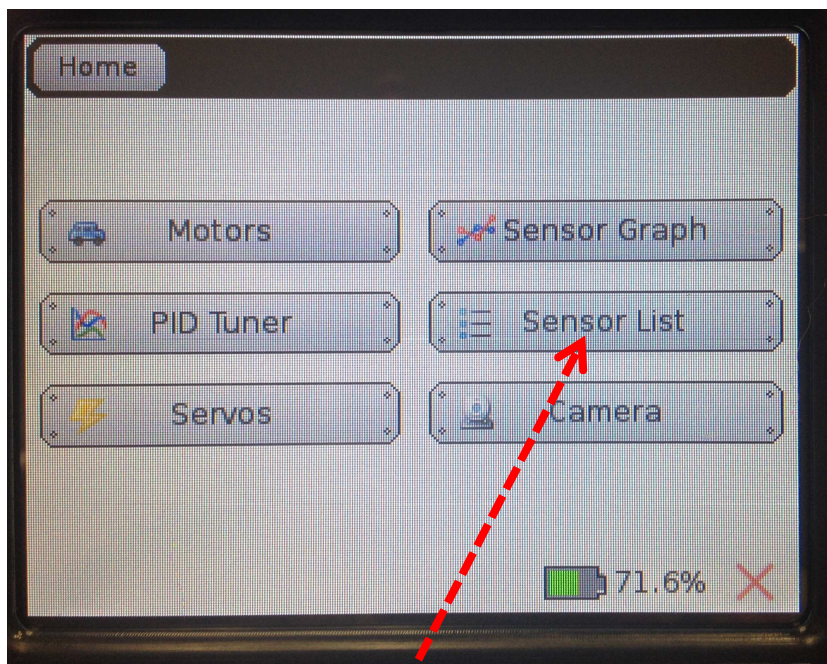 Home
Motors
Sensor Graph
PID Tuner
Sensor List
Servos
Camera
71.6%